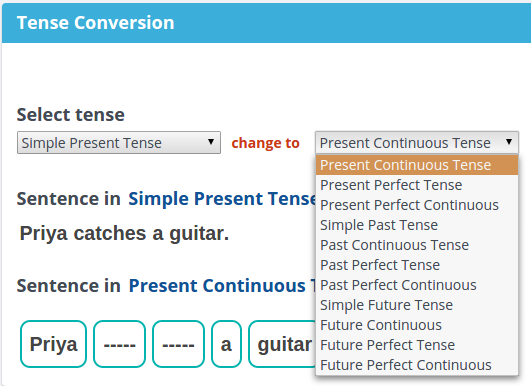 Tense Conversion
Select tense
Simple Present Tense change to Present Continuous Tense
Present Continuous Tense
Present Perfect Tense
Present Perfect Continuous
Simple Past Tense
Past Continuous Tense
Past Perfect Tense
Past Perfect Continuous
Simple Future Tense
Future Continuous
Future Perfect Tense
Future Perfect Continuous
Sentence in Simple Present Tense
Priya catches a guitar.
Sentence in Present Continuous T
Priya ----- ----- a guitar